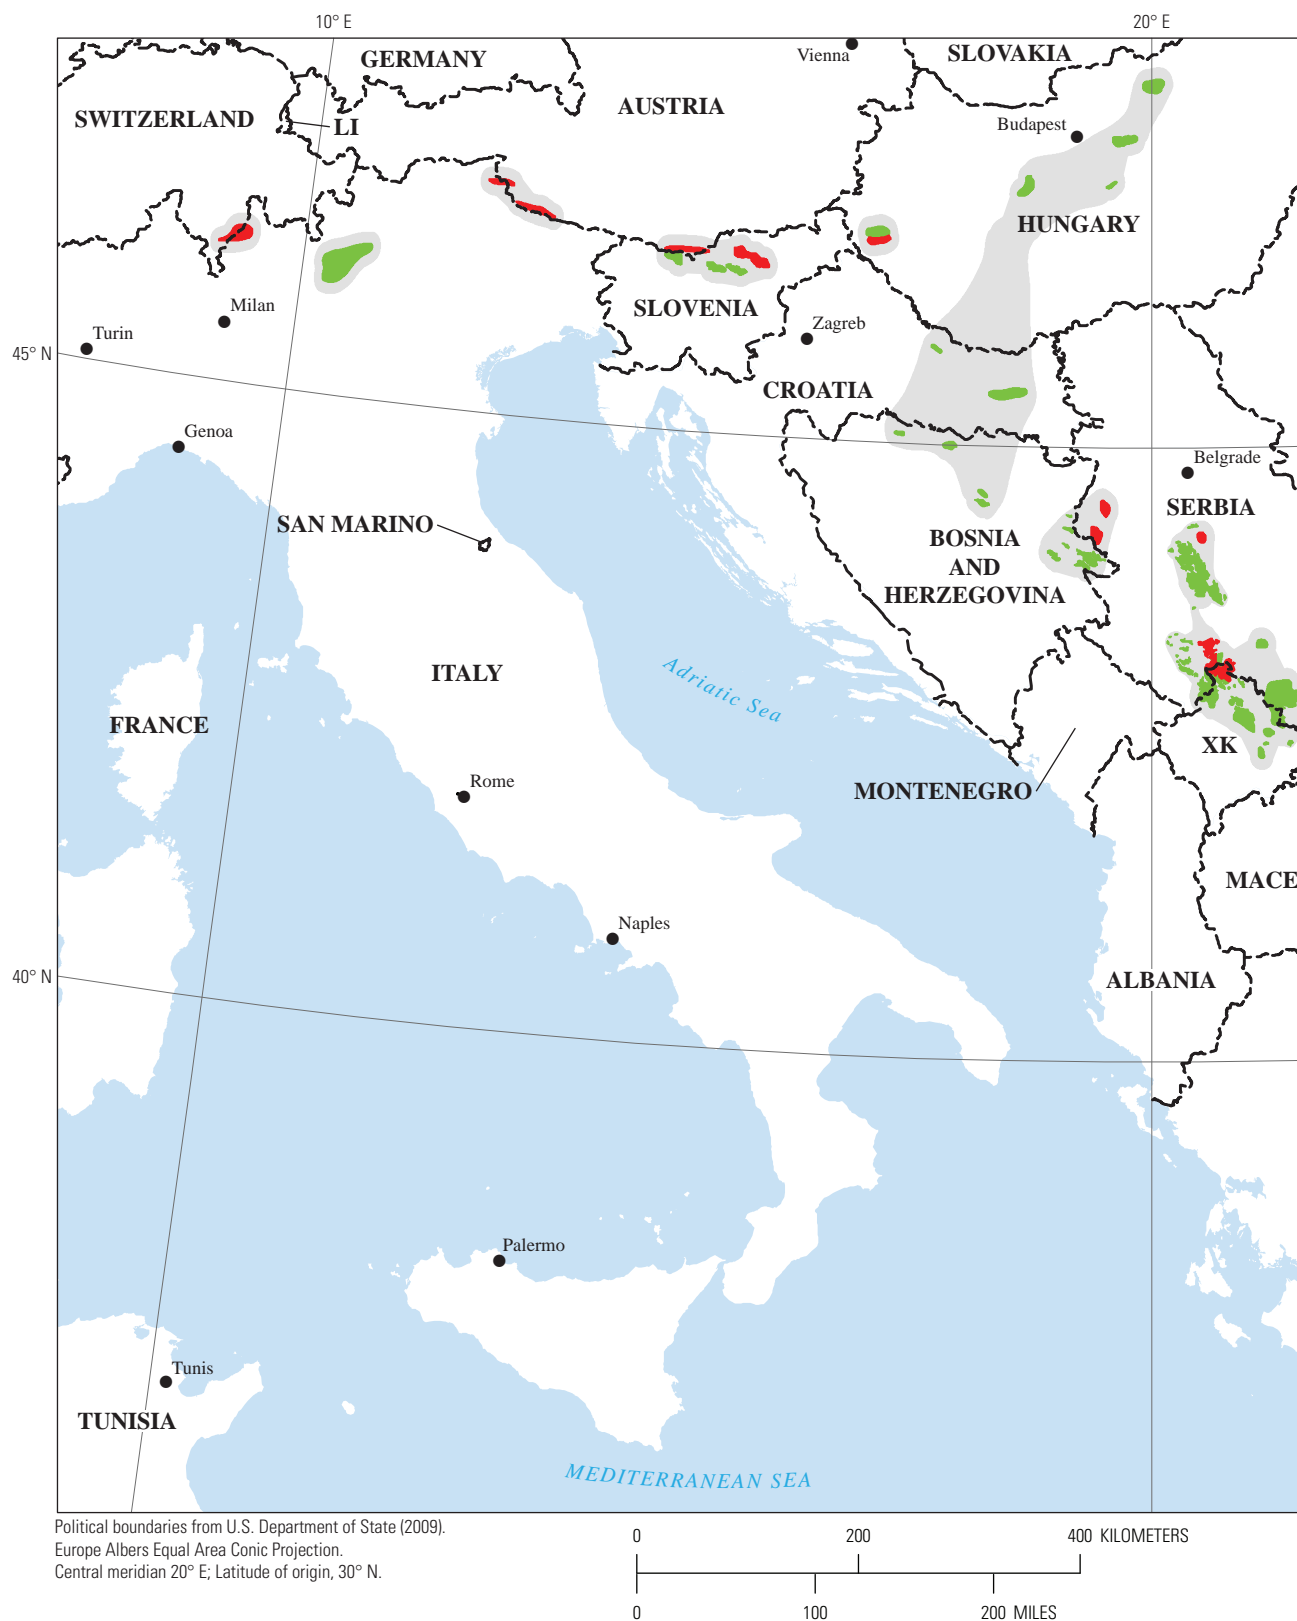 10° E
20° E
GERMANY
Vienna
SLOVAKIA
SWITZERLAND
LI
AUSTRIA
Budapest
HUNGARY
Milan
SLOVENIA
Turin
Zagreb
45° N
CROATIA
Genoa
Belgrade
SAN MARINO
SERBIA
BOSNIA
AND
HERZEGOVINA
ITALY
Adriatic Sea
FRANCE
XK
Rome
MONTENEGRO
MACE
Naples
40° N
ALBANIA
Palermo
Tunis
TUNISIA
MEDITERRANEAN SEA
Political boundaries from U.S. Department of State (2009).
Europe Albers Equal Area Conic Projection.
Central meridian 20° E; Latitude of origin, 30° N.
0 200 400 KILOMETERS
0 100 200 MILES